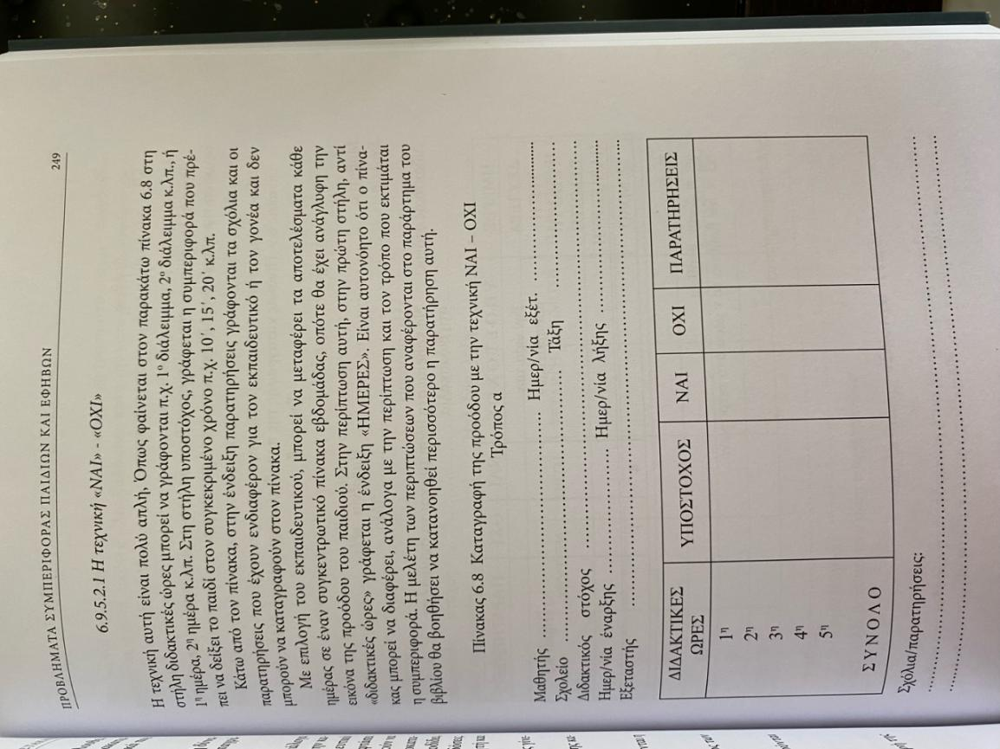 ΠΡΟΒΛΗΜΑΤΑ ΣΥΜΠΕΡΙΦΟΡΑΣ ΠΑΙΔΙΩΝ ΚΑΙ ΕΦΗΒΩΝ 249
6.9.5.2.1 Η τεχνική «ΝΑΙ» - «ΟΧΙ»
Η τεχνική αυτή είναι πολύ απλή. Όπως φαίνεται στον παρακάτω πίνακα 6.8 στη
στήλη διδακτικές ώρες μπορεί να γράφονται π.χ. 1ο διάλειμμα, 2ο διάλειμμα κ.λπ., ή
1η ημέρα, 2η ημέρα κ.λπ. Στη στήλη υποστόχος, γράφεται η συμπεριφορά που πρέ-
πει να δείξει το παιδί στον συγκεκριμένο χρόνο π.χ. 10΄, 15΄, 20΄ κ.λπ.
Κάτω από τον πίνακα, στην ένδειξη παρατηρήσεις γράφονται τα σχόλια και οι
παρατηρήσεις που έχουν ενδιαφέρον για τον εκπαιδευτικό ή τον γονέα και δεν
μπορούν να καταγραφούν στον πίνακα.
Με επιλογή του εκπαιδευτικού, μπορεί να μεταφέρει τα αποτελέσματα κάθε
ημέρας σε έναν συγκεντρωτικό πίνακα εβδομάδας, οπότε θα έχει ανάγλυφη την
εικόνα της προόδου του παιδιού. Στην περίπτωση αυτή, στην πρώτη στήλη, αντί
«διδακτικές ώρες» γράφεται η ένδειξη «ΗΜΕΡΕΣ». Είναι αυτονόητο ότι ο πίνα-
κας μπορεί να διαφέρει, ανάλογα με την περίπτωση και τον τρόπο που εκτιμάται
η συμπεριφορά. Η μελέτη των περιπτώσεων που αναφέρονται στο παράρτημα του
βιβλίου θα βοηθήσει να κατανοηθεί περισσότερο η παρατήρηση αυτή.
Πίνακας 6.8 Καταγραφή της προόδου με την τεχνική ΝΑΙ – ΟΧΙ
Τρόπος α
Μαθητής ........................................ Ημερ/νία εξέτ. ........................
Σχολείο ................................................ Τάξη ........................
Διδακτικός στόχος ................................................................
Ημερ/νία έναρξης ........................ Ημερ/νία λήξης ........................
Εξεταστής ................................................................
ΔΙΔΑΚΤΙΚΕΣ ΩΡΕΣ ΥΠΟΣΤΟΧΟΣ ΝΑΙ ΟΧΙ ΠΑΡΑΤΗΡΗΣΕΙΣ
1η
2η
3η
4η
5η
ΣΥΝΟΛΟ
Σχόλια/παρατηρήσεις: ................................................
................................................................